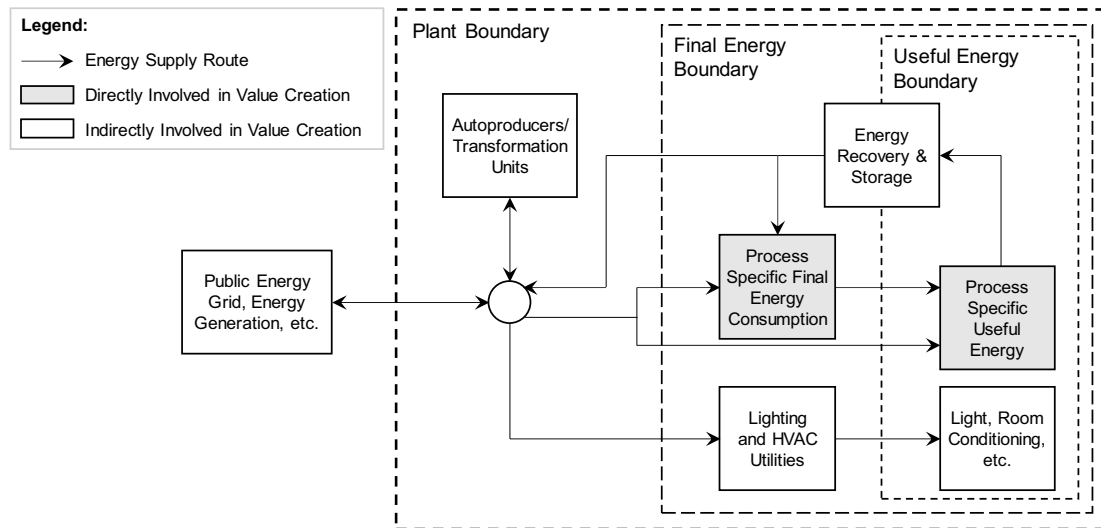 Legend:
Energy Supply Route
Directly Involved in Value Creation
Indirectly Involved in Value Creation
Plant Boundary
Final Energy
Boundary
Useful Energy
Boundary
Autoproducers/
Transformation
Units
Energy
Recovery &
Storage
Public Energy
Grid, Energy
Generation, etc.
Process
Specific Final
Energy
Consumption
Process
Specific
Useful
Energy
Lighting
and HVAC
Utilities
Light, Room
Conditioning,
etc.